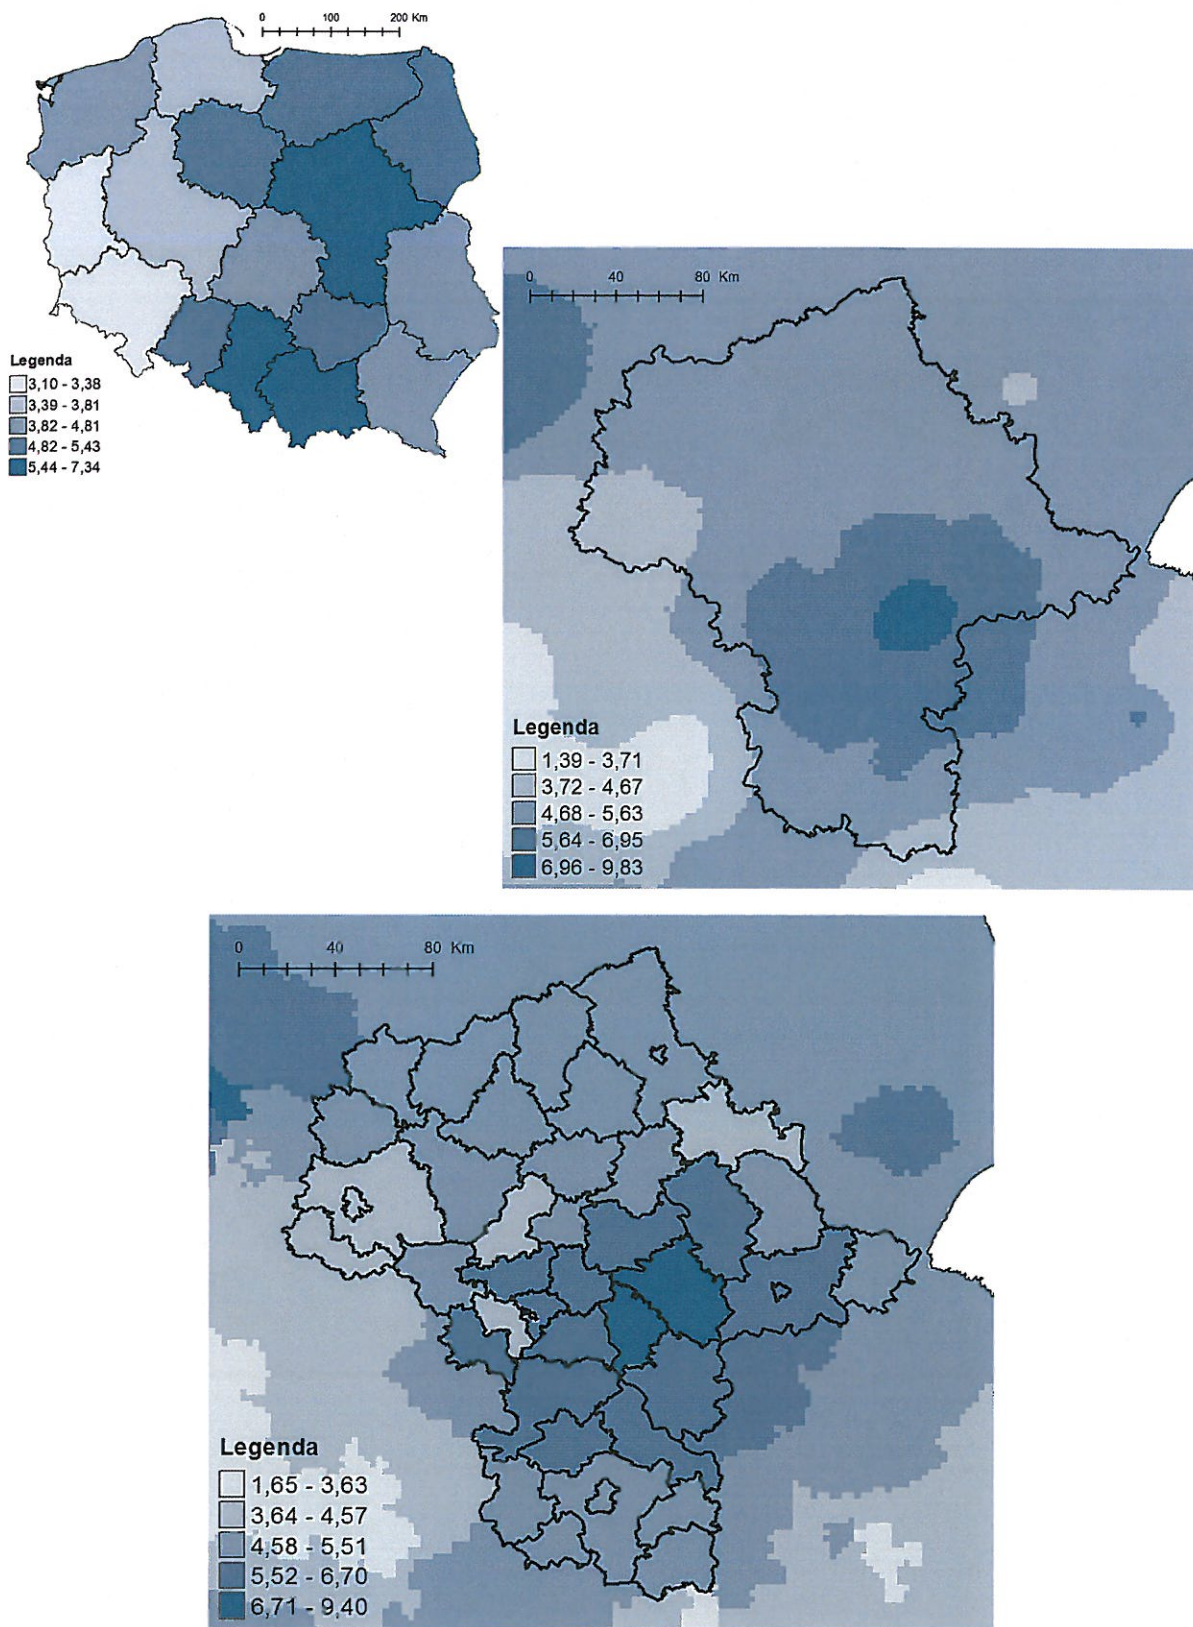 0 100 200 Km
Legenda
3,10 - 3,38
3,39 - 3,81
3,82 - 4,81
4,82 - 5,43
5,44 - 7,34
0 40 80 Km
Legenda
1,39 - 3,71
3,72 - 4,67
4,68 - 5,63
5,64 - 6,95
6,96 - 9,83
0 40 80 Km
Legenda
1,65 - 3,63
3,64 - 4,57
4,58 - 5,51
5,52 - 6,70
6,71 - 9,40